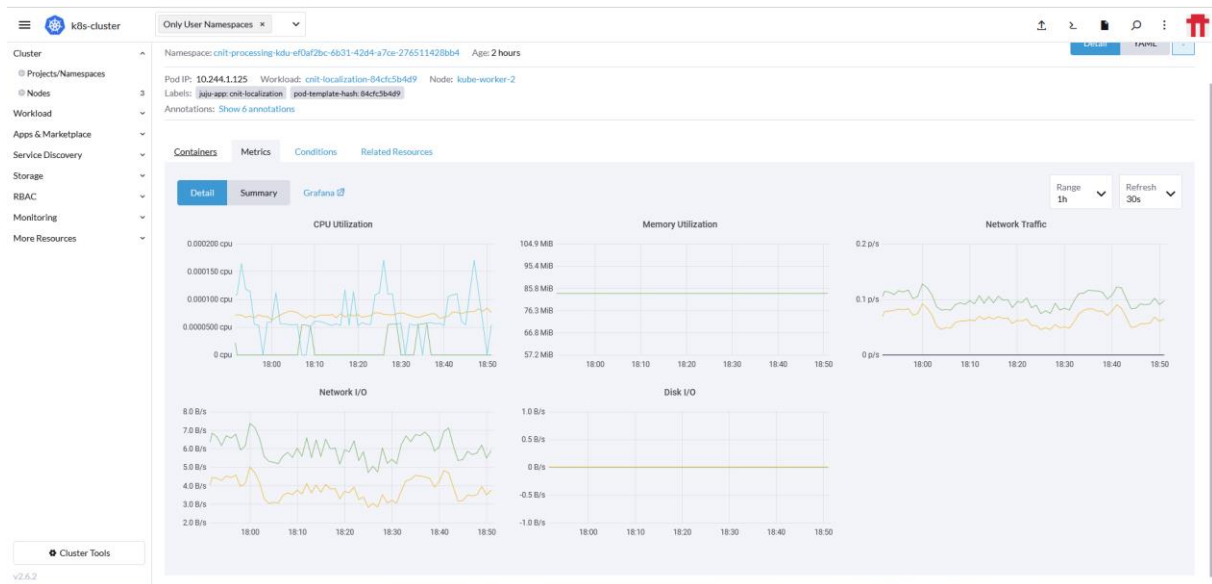 k8s-cluster
Only User Namespaces ×
Cluster
Projects/Namespaces
Nodes 3
Workload
Apps & Marketplace
Service Discovery
Storage
RBAC
Monitoring
More Resources
Cluster Tools
v2.6.2
Namespace: cnit-processing-kdu-ef0af2bc-6b31-42d4-a7ce-276511428bb4 Age: 2 hours
Detail YAML
Pod IP: 10.244.1.125 Workload: cnit-localization-84cfc5b4d9 Node: kube-worker-2
Labels: juju-app: cnit-localization pod-template-hash: 84cfc5b4d9
Annotations: Show 6 annotations
Containers Metrics Conditions Related Resources
Detail Summary Grafana
Range
1h
Refresh
30s
CPU Utilization
0.000200 cpu
0.000150 cpu
0.000100 cpu
0.0000500 cpu
0 cpu
18:00 18:10 18:20 18:30 18:40 18:50
Memory Utilization
104.9 MiB
95.4 MiB
85.8 MiB
76.3 MiB
66.8 MiB
57.2 MiB
18:00 18:10 18:20 18:30 18:40 18:50
Network Traffic
0.2 p/s
0.1 p/s
0 p/s
18:00 18:10 18:20 18:30 18:40 18:50
Network I/O
8.0 B/s
7.0 B/s
6.0 B/s
5.0 B/s
4.0 B/s
3.0 B/s
2.0 B/s
18:00 18:10 18:20 18:30 18:40 18:50
Disk I/O
1.0 B/s
0.5 B/s
0 B/s
-0.5 B/s
-1.0 B/s
18:00 18:10 18:20 18:30 18:40 18:50